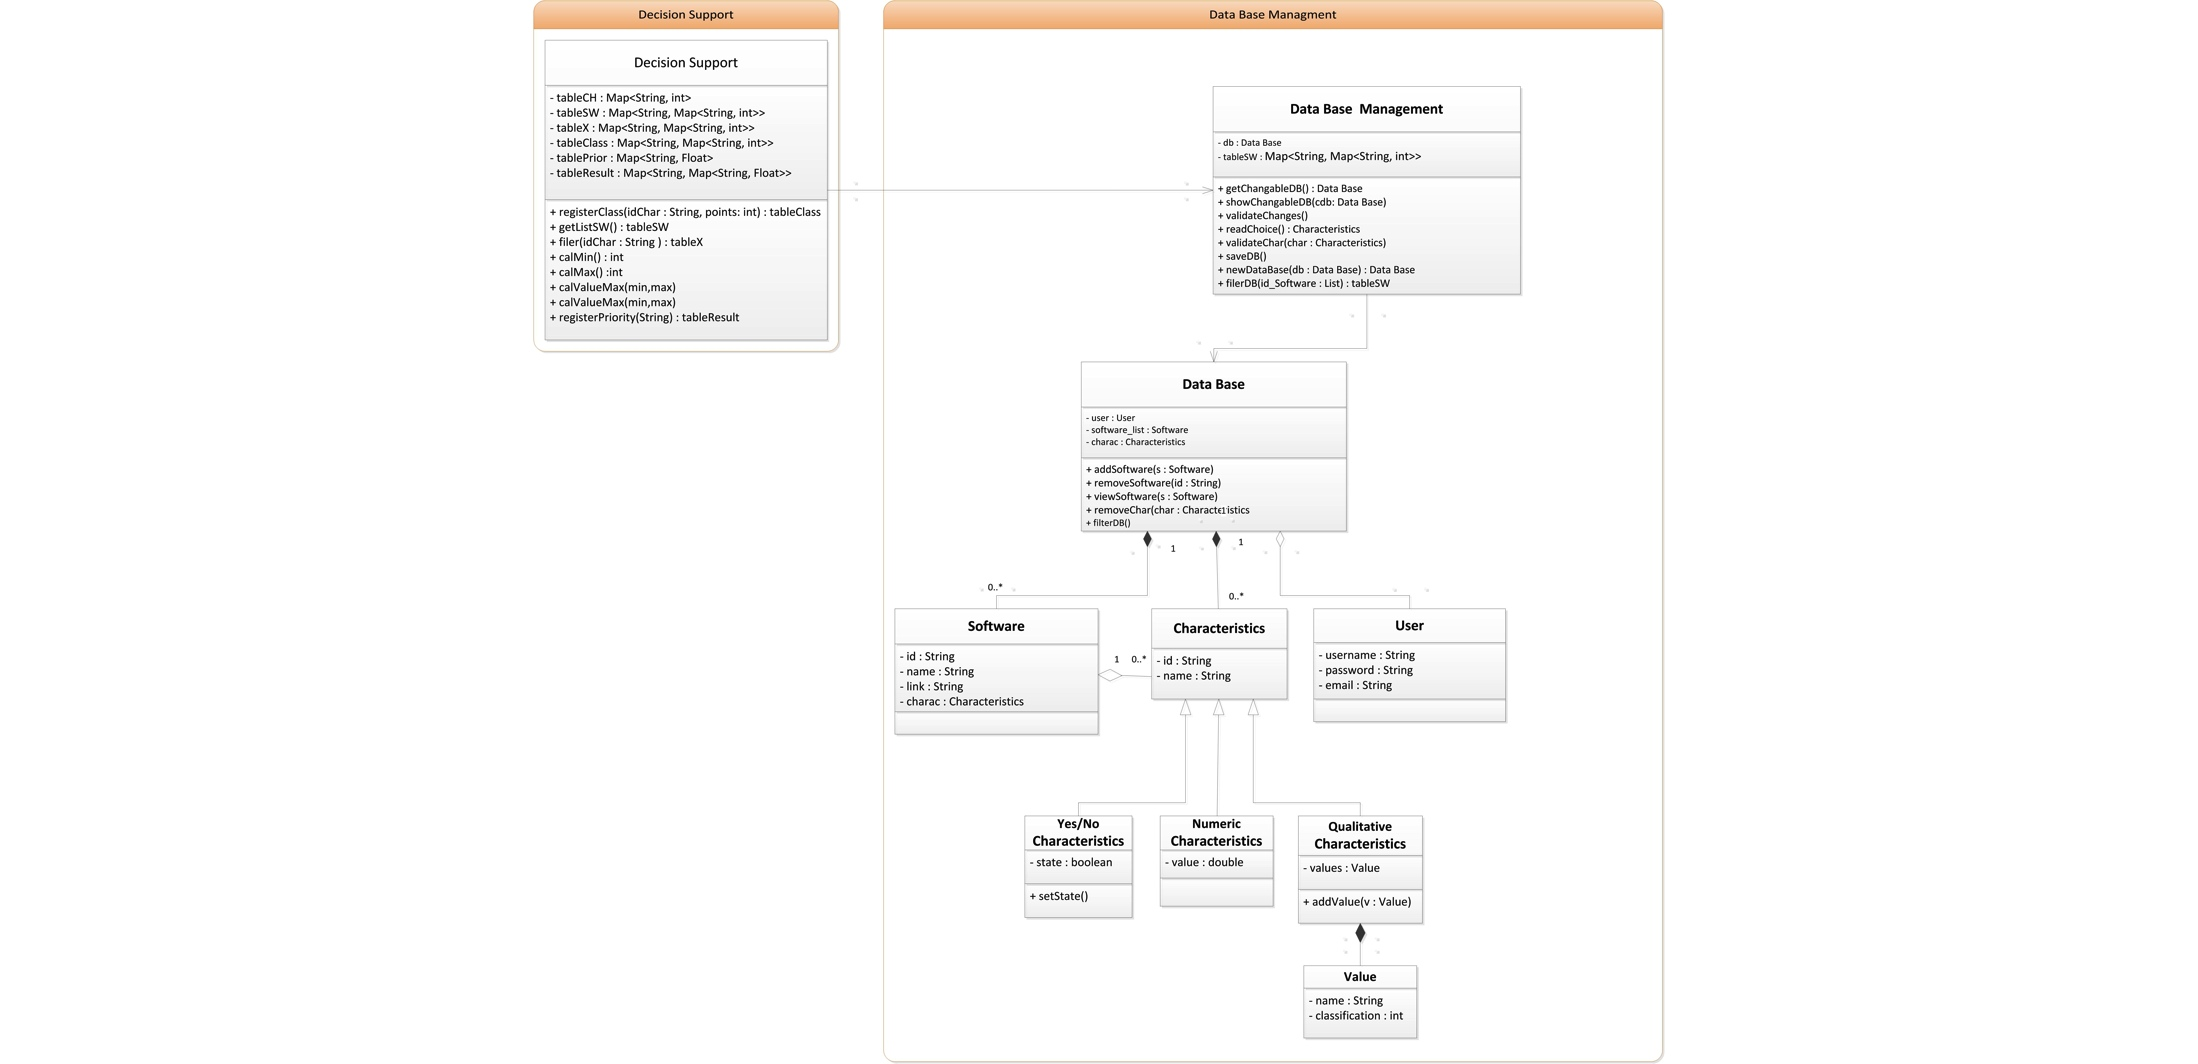 Decision Support
Decision Support
- tableCH : Map<String, int>
- tableSW : Map<String, Map<String, int>>
- tableX : Map<String, Map<String, int>>
- tableClass : Map<String, Map<String, int>>
- tablePrior : Map<String, Float>
- tableResult : Map<String, Map<String, Float>>
+ registerClass(idChar : String, points: int) : tableClass
+ getListSW() : tableSW
+ filer(idChar : String ) : tableX
+ calMin() : int
+ calMax() :int
+ calValueMax(min,max)
+ calValueMax(min,max)
+ registerPriority(String) : tableResult
Data Base Managment
Data Base  Management
- db : Data Base
- tableSW : Map<String, Map<String, int>>
+ getChangableDB() : Data Base
+ showChangableDB(cdb: Data Base)
+ validateChanges()
+ readChoice() : Characteristics
+ validateChar(char : Characteristics)
+ saveDB()
+ newDataBase(db : Data Base) : Data Base
+ filerDB(id_Software : List) : tableSW
Data Base
- user : User
- software_list : Software
- charac : Characteristics
+ addSoftware(s : Software)
+ removeSoftware(id : String)
+ viewSoftware(s : Software)
+ removeChar(char : Characteristics
1
+ filterDB()
1
1
0..*
0..*
Software
- id : String
- name : String
- link : String
- charac : Characteristics
1
0..*
Characteristics
- id : String
- name : String
User
- username : String
- password : String
- email : String
Yes/No
Characteristics
- state : boolean
+ setState()
Numeric
Characteristics
- value : double
Qualitative
Characteristics
- values : Value
+ addValue(v : Value)
Value
- name : String
- classification : int